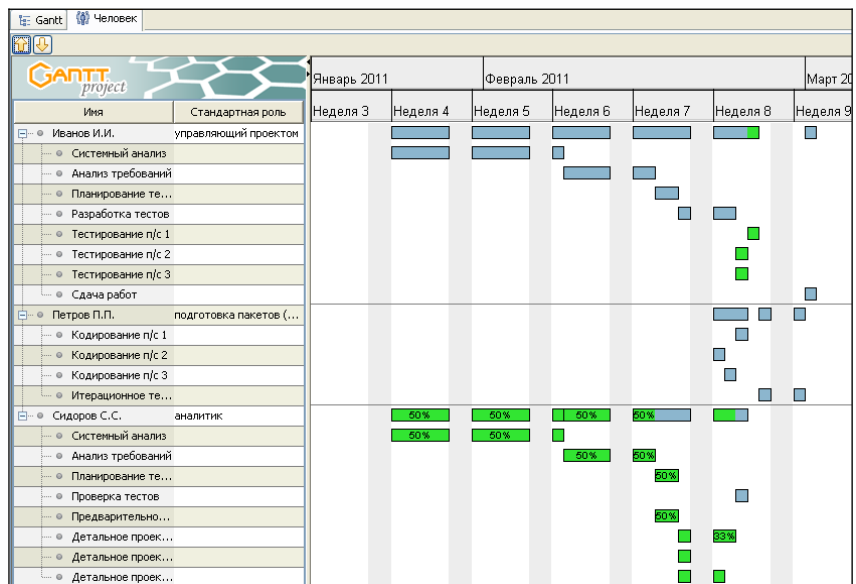 Gantt Человек
GANTT
project
Январь 2011 Февраль 2011 Март 20
Имя Стандартная роль Неделя 3 Неделя 4 Неделя 5 Неделя 6 Неделя 7 Неделя 8 Неделя 9
Иванов И.И. управляющий проектом
Системный анализ
Анализ требований
Планирование те...
Разработка тестов
Тестирование п/с 1
Тестирование п/с 2
Тестирование п/с 3
Сдача работ
Петров П.П. подготовка пакетов (...
Кодирование п/с 1
Кодирование п/с 2
Кодирование п/с 3
Итерационное те...
Сидоров С.С. аналитик 50% 50% 50% 50%
Системный анализ 50% 50%
Анализ требований 50% 50%
Планирование те... 50%
Проверка тестов
Предварительно... 50%
Детальное проек... 33%
Детальное проек...
Детальное проек...